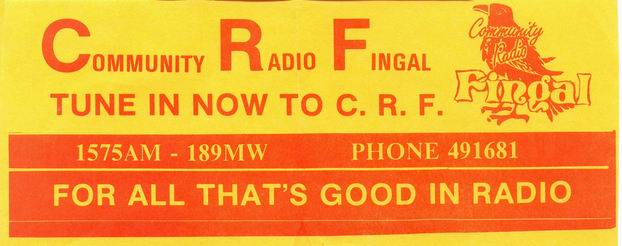 COMMUNITY RADIO FINGAL
TUNE IN NOW TO C. R. F.
Community
Radio
Fingal
1575AM - 189MW PHONE 491681
FOR ALL THAT'S GOOD IN RADIO